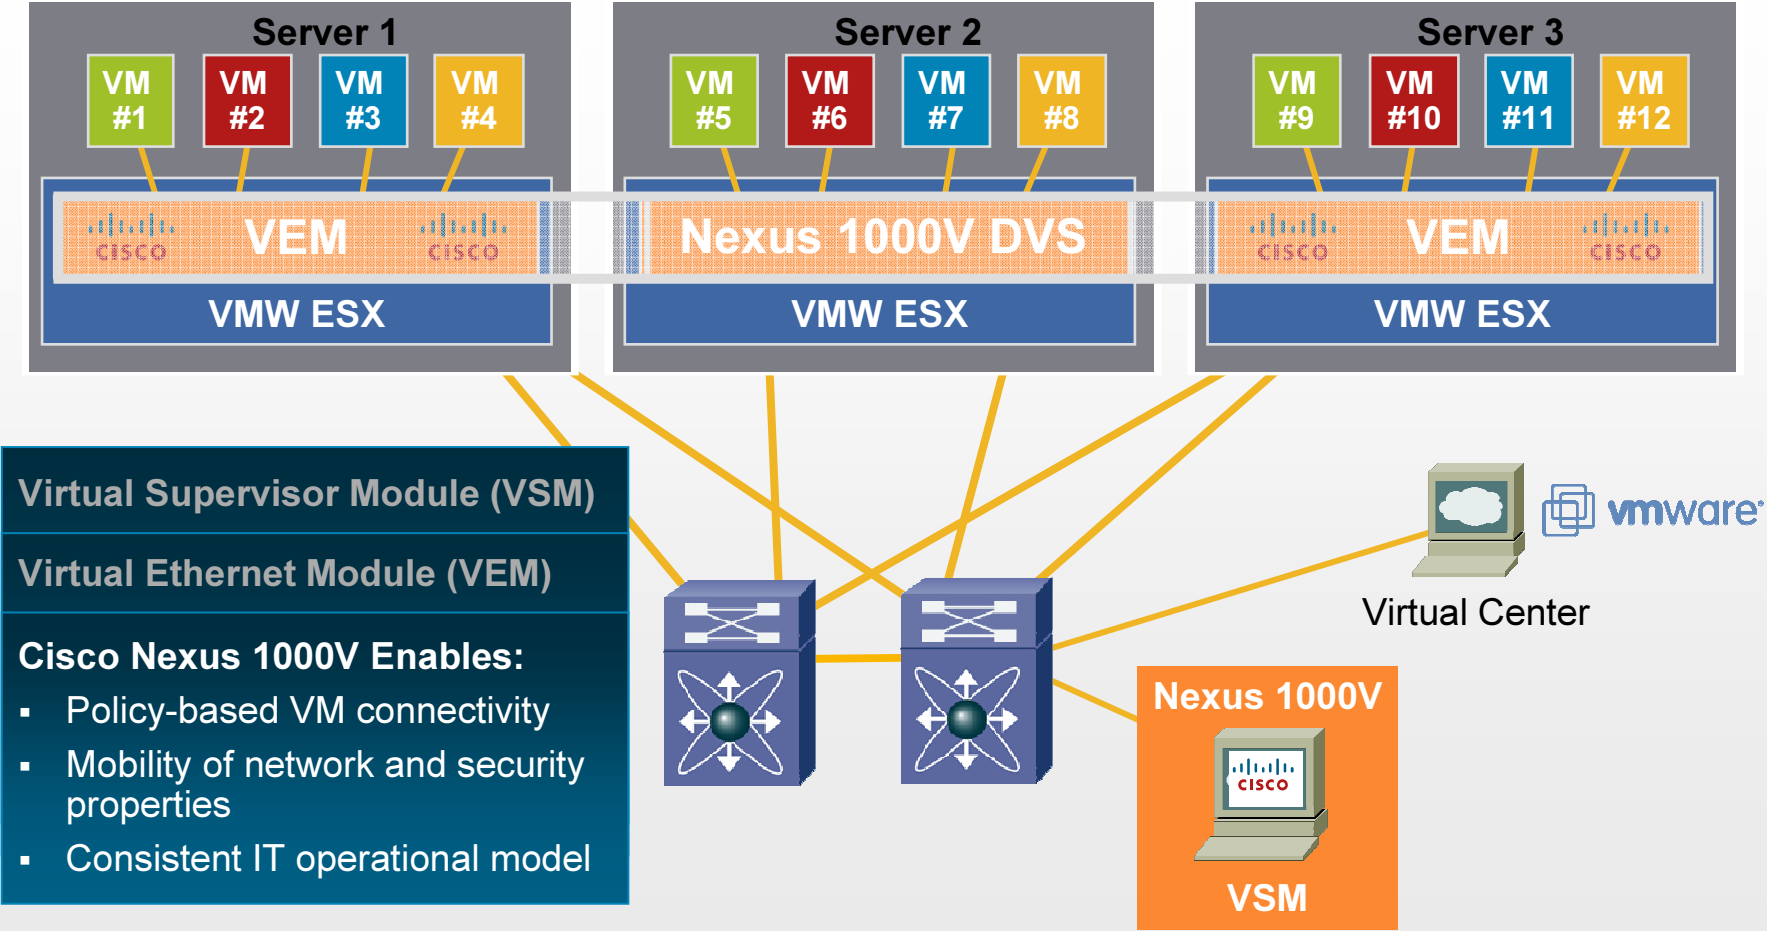 Server 1
Server 2
Server 3
VM #1
VM #2
VM #3
VM #4
VM #5
VM #6
VM #7
VM #8
VM #9
VM #10
VM #11
VM #12
CISCO
VEM
CISCO
Nexus 1000V DVS
CISCO
VEM
CISCO
VMW ESX
VMW ESX
VMW ESX
Virtual Supervisor Module (VSM)
Virtual Ethernet Module (VEM)
Cisco Nexus 1000V Enables:
▪ Policy-based VM connectivity
▪ Mobility of network and security
properties
▪ Consistent IT operational model
vmware
Virtual Center
Nexus 1000V
CISCO
VSM